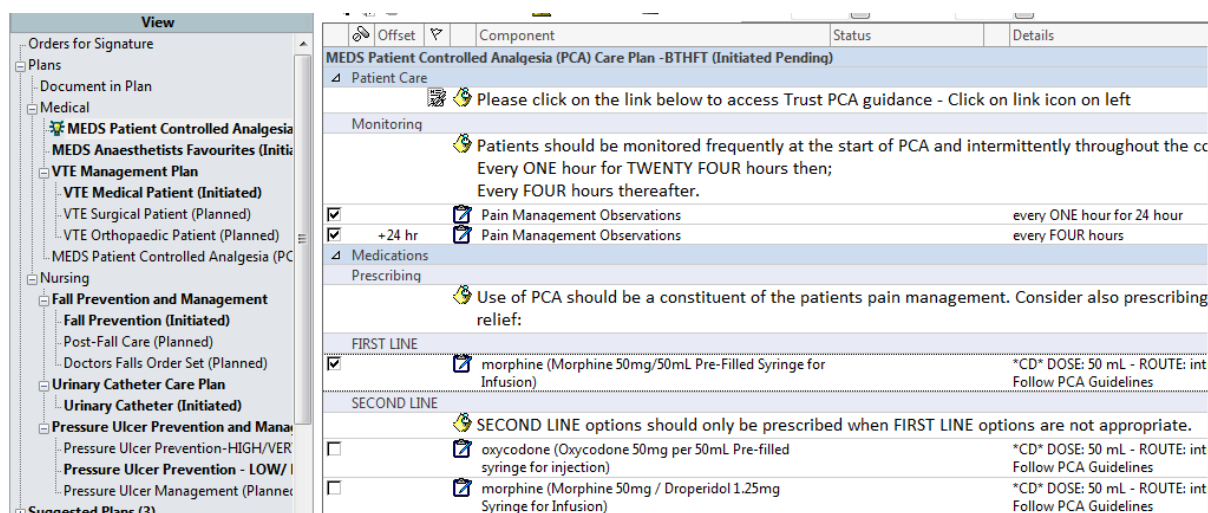 View
Orders for Signature
Plans
Document in Plan
Medical
MEDS Patient Controlled Analgesia
MEDS Anaesthetists Favourites (Initia
VTE Management Plan
VTE Medical Patient (Initiated)
VTE Surgical Patient (Planned)
VTE Orthopaedic Patient (Planned)
MEDS Patient Controlled Analgesia (PC
Nursing
Fall Prevention and Management
Fall Prevention (Initiated)
Post-Fall Care (Planned)
Doctors Falls Order Set (Planned)
Urinary Catheter Care Plan
Urinary Catheter (Initiated)
Pressure Ulcer Prevention and Mana
Pressure Ulcer Prevention-HIGH/VER
Pressure Ulcer Prevention - LOW/
Pressure Ulcer Management (Planned
Suggested Plans (3)
Offset Component Status Details
MEDS Patient Controlled Analgesia (PCA) Care Plan -BTHFT (Initiated Pending)
Patient Care
Please click on the link below to access Trust PCA guidance - Click on link icon on left
Monitoring
Patients should be monitored frequently at the start of PCA and intermittently throughout the co
Every ONE hour for TWENTY FOUR hours then;
Every FOUR hours thereafter.
Pain Management Observations every ONE hour for 24 hour
+24 hr Pain Management Observations every FOUR hours
Medications
Prescribing
Use of PCA should be a constituent of the patients pain management. Consider also prescribing
relief:
FIRST LINE
morphine (Morphine 50mg/50mL Pre-Filled Syringe for *CD* DOSE: 50 mL - ROUTE: int
Infusion) Follow PCA Guidelines
SECOND LINE
SECOND LINE options should only be prescribed when FIRST LINE options are not appropriate.
oxycodone (Oxycodone 50mg per 50mL Pre-filled *CD* DOSE: 50 mL - ROUTE: int
syringe for injection) Follow PCA Guidelines
morphine (Morphine 50mg / Droperidol 1.25mg *CD* DOSE: 50 mL - ROUTE: int
Syringe for Infusion) Follow PCA Guidelines